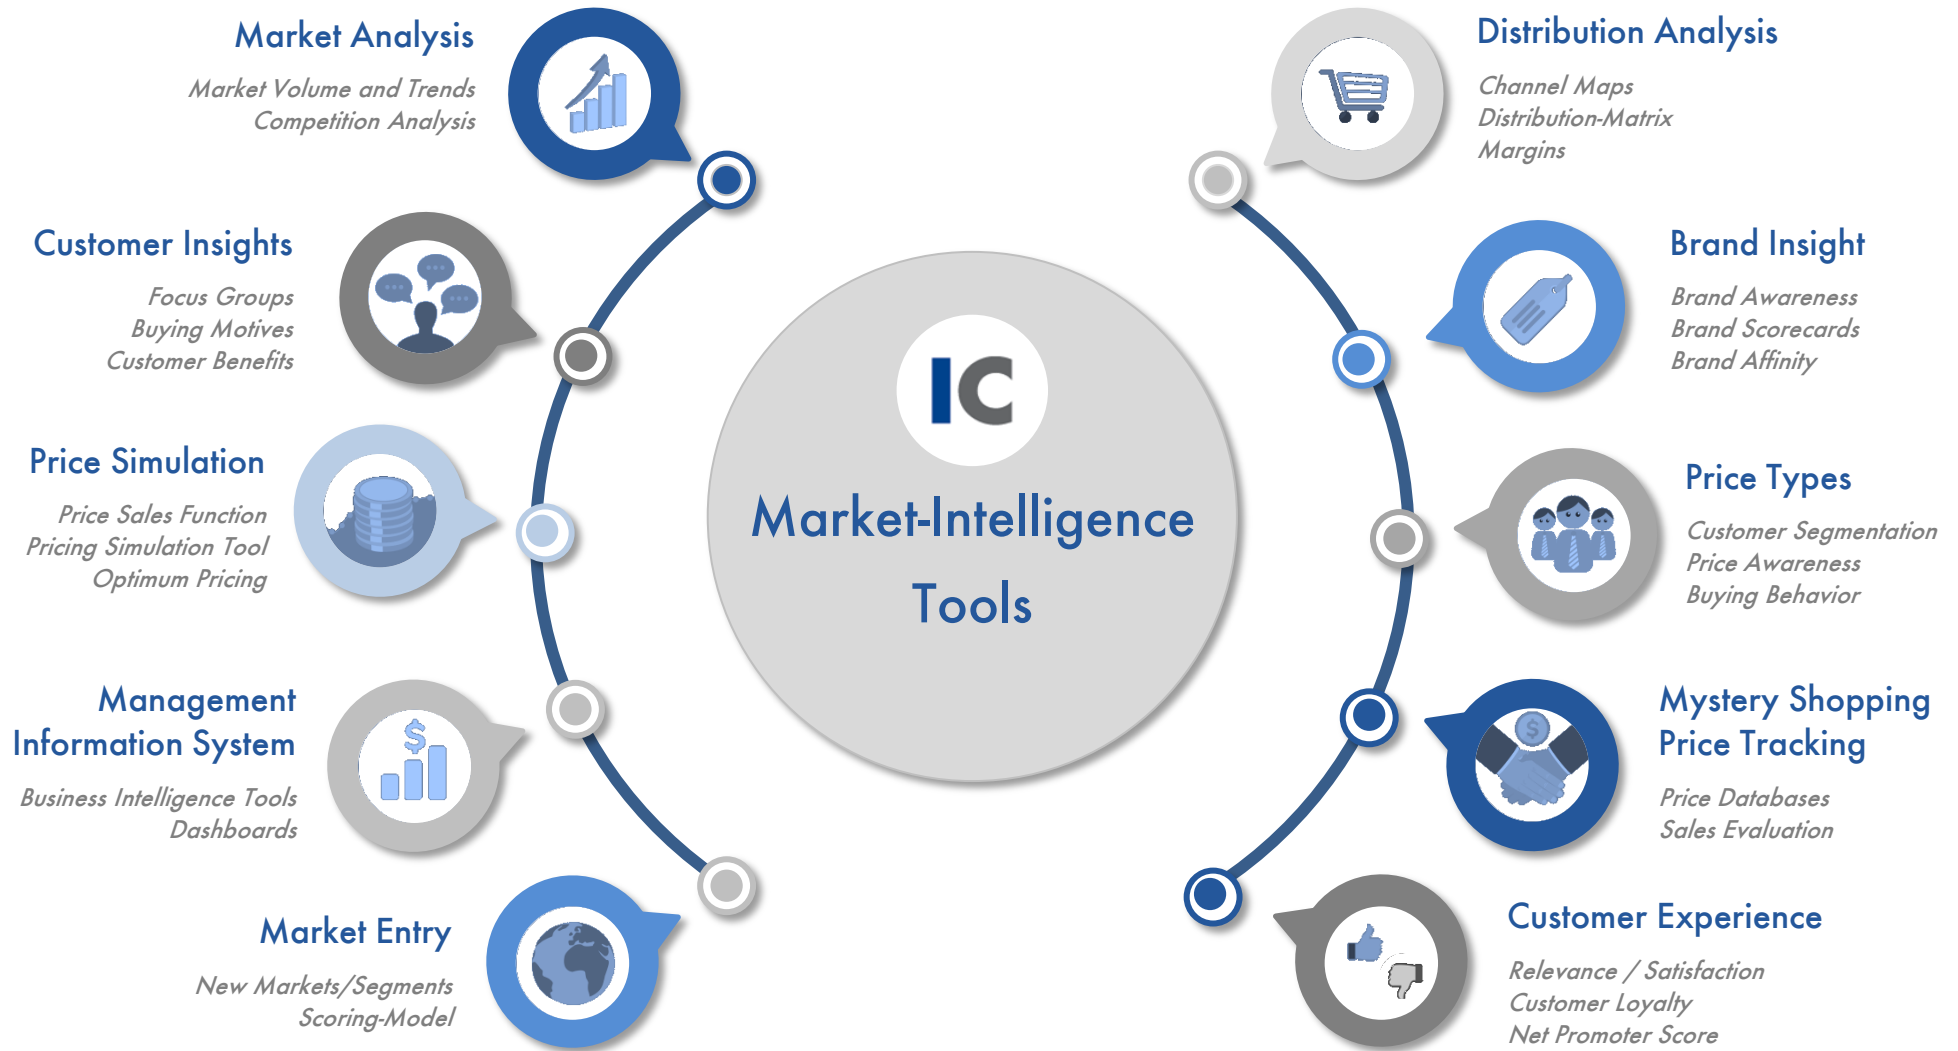 Market Analysis
Market Volume and Trends
Competition Analysis
Customer Insights
Focus Groups
Buying Motives
Customer Benefits
Price Simulation
Price Sales Function
Pricing Simulation Tool
Optimum Pricing
Management
Information System
$
Business Intelligence Tools
Dashboards
Market Entry
New Markets/Segments
Scoring-Model
IC
Market-Intelligence
Tools
Distribution Analysis
Channel Maps
Distribution-Matrix
Margins
Brand Insight
Brand Awareness
Brand Scorecards
Brand Affinity
Price Types
Customer Segmentation
Price Awareness
Buying Behavior
Mystery Shopping
Price Tracking
$
Price Databases
Sales Evaluation
Customer Experience
Relevance / Satisfaction
Customer Loyalty
Net Promoter Score